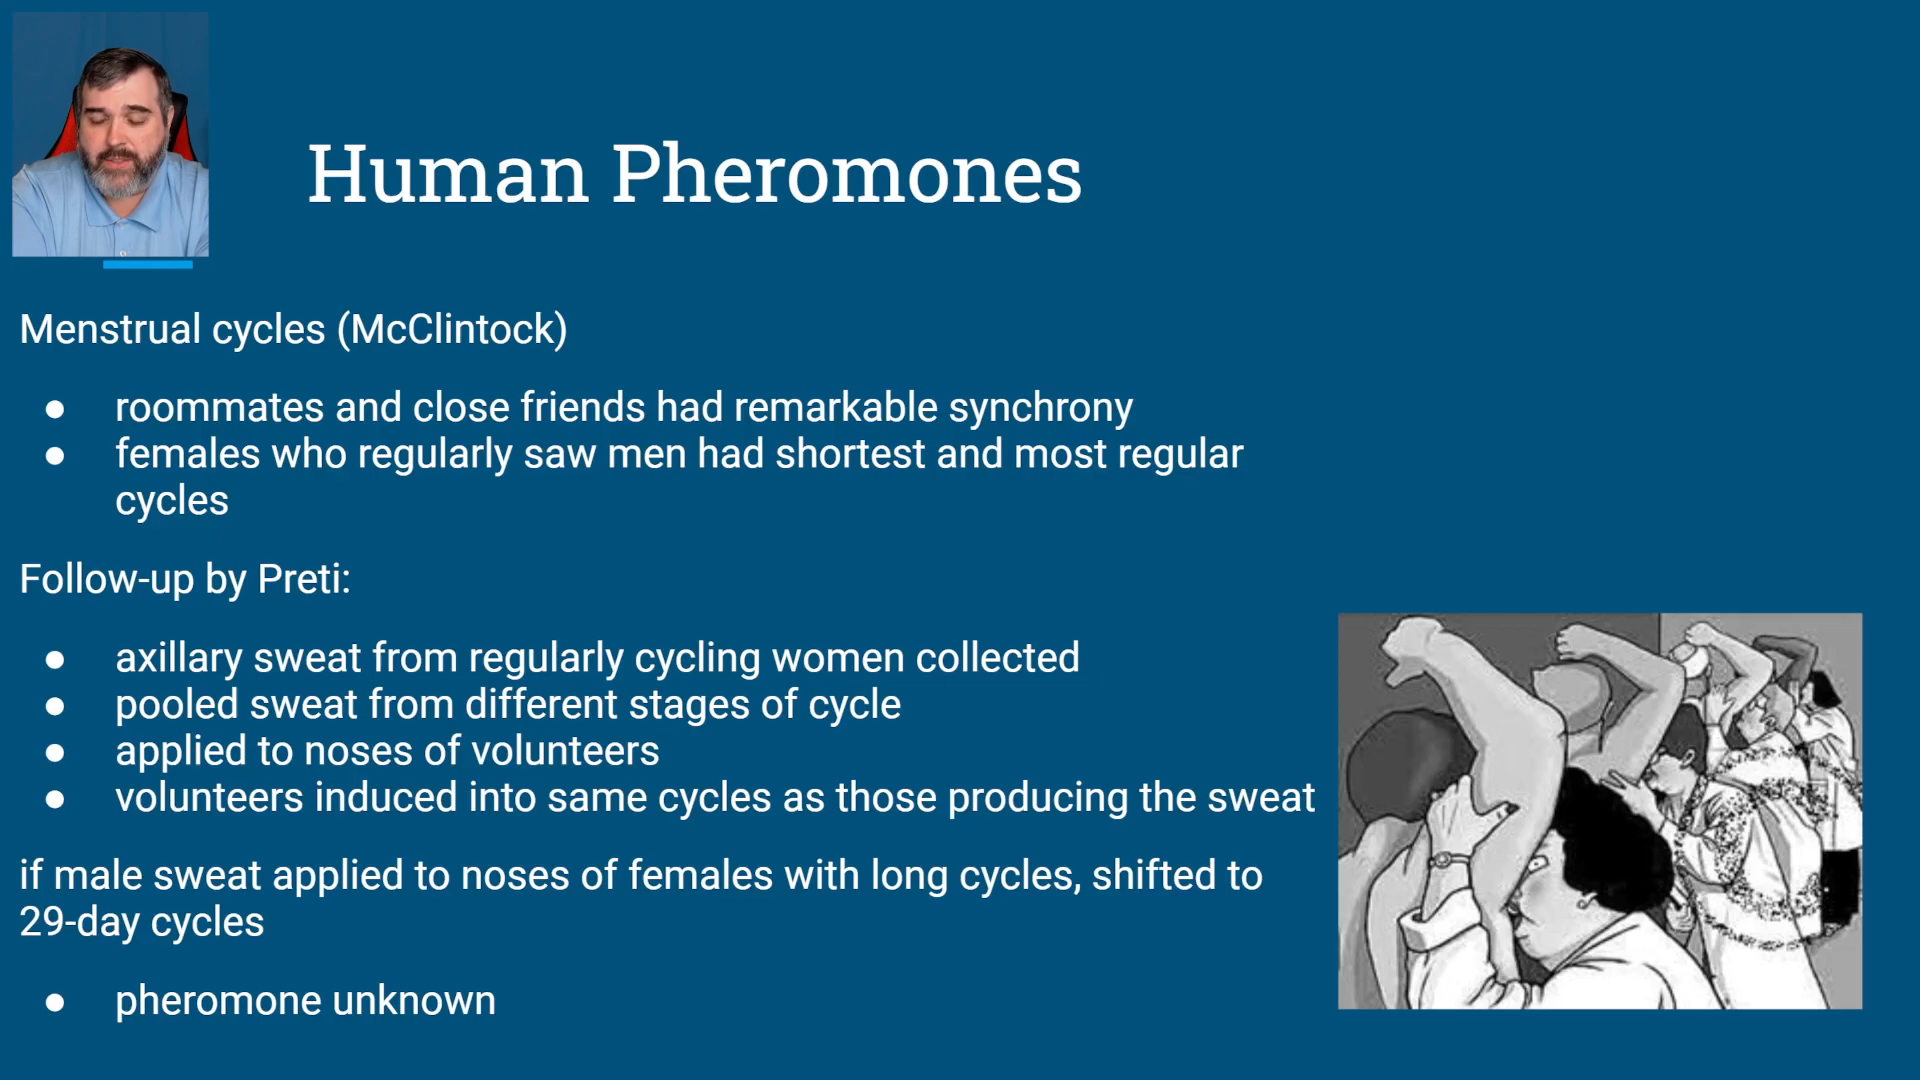 Human Pheromones
Menstrual cycles (McClintock)
● roommates and close friends had remarkable synchrony
● females who regularly saw men had shortest and most regular
cycles
Follow-up by Preti:
● axillary sweat from regularly cycling women collected
● pooled sweat from different stages of cycle
● applied to noses of volunteers
● volunteers induced into same cycles as those producing the sweat
if male sweat applied to noses of females with long cycles, shifted to
29-day cycles
● pheromone unknown